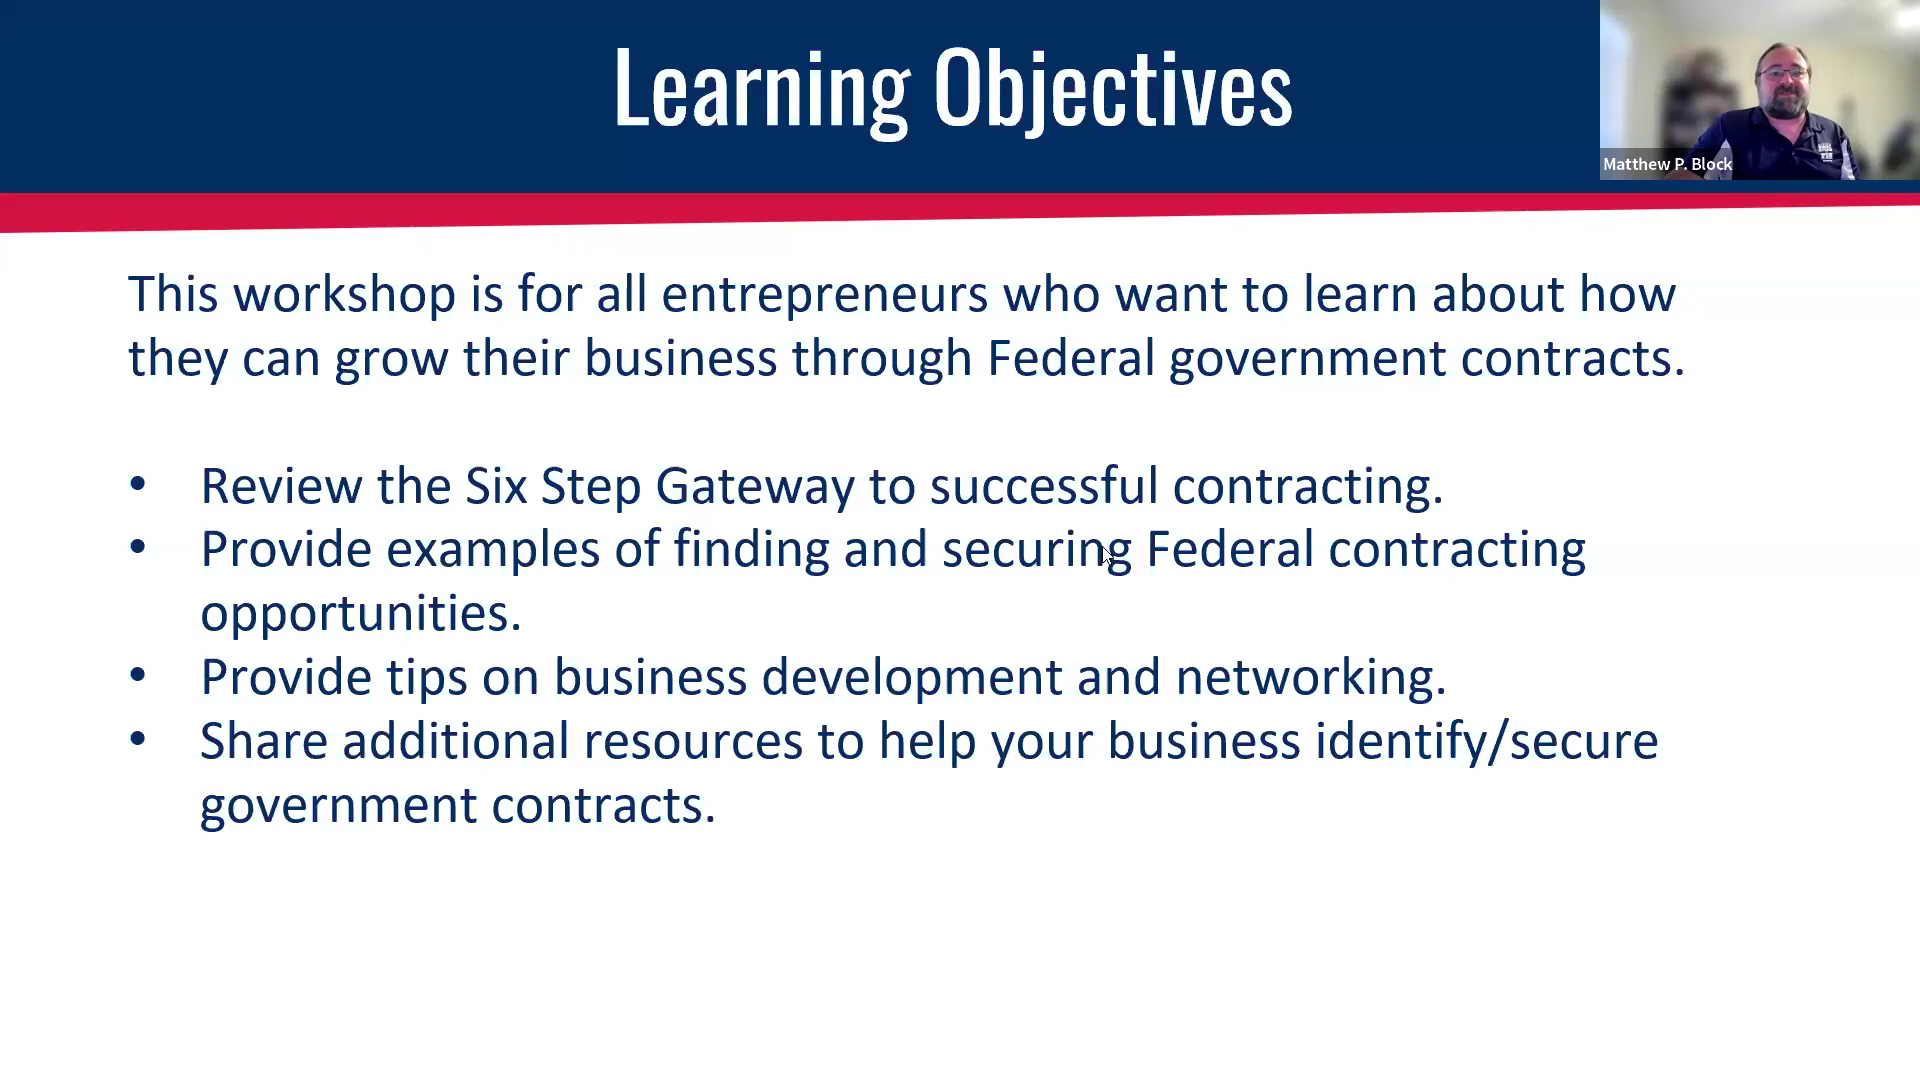 Learning Objectives
Matthew P. Block
This workshop is for all entrepreneurs who want to learn about how
they can grow their business through Federal government contracts.
• Review the Six Step Gateway to successful contracting.
• Provide examples of finding and securing Federal contracting
opportunities.
• Provide tips on business development and networking.
• Share additional resources to help your business identify/secure
government contracts.